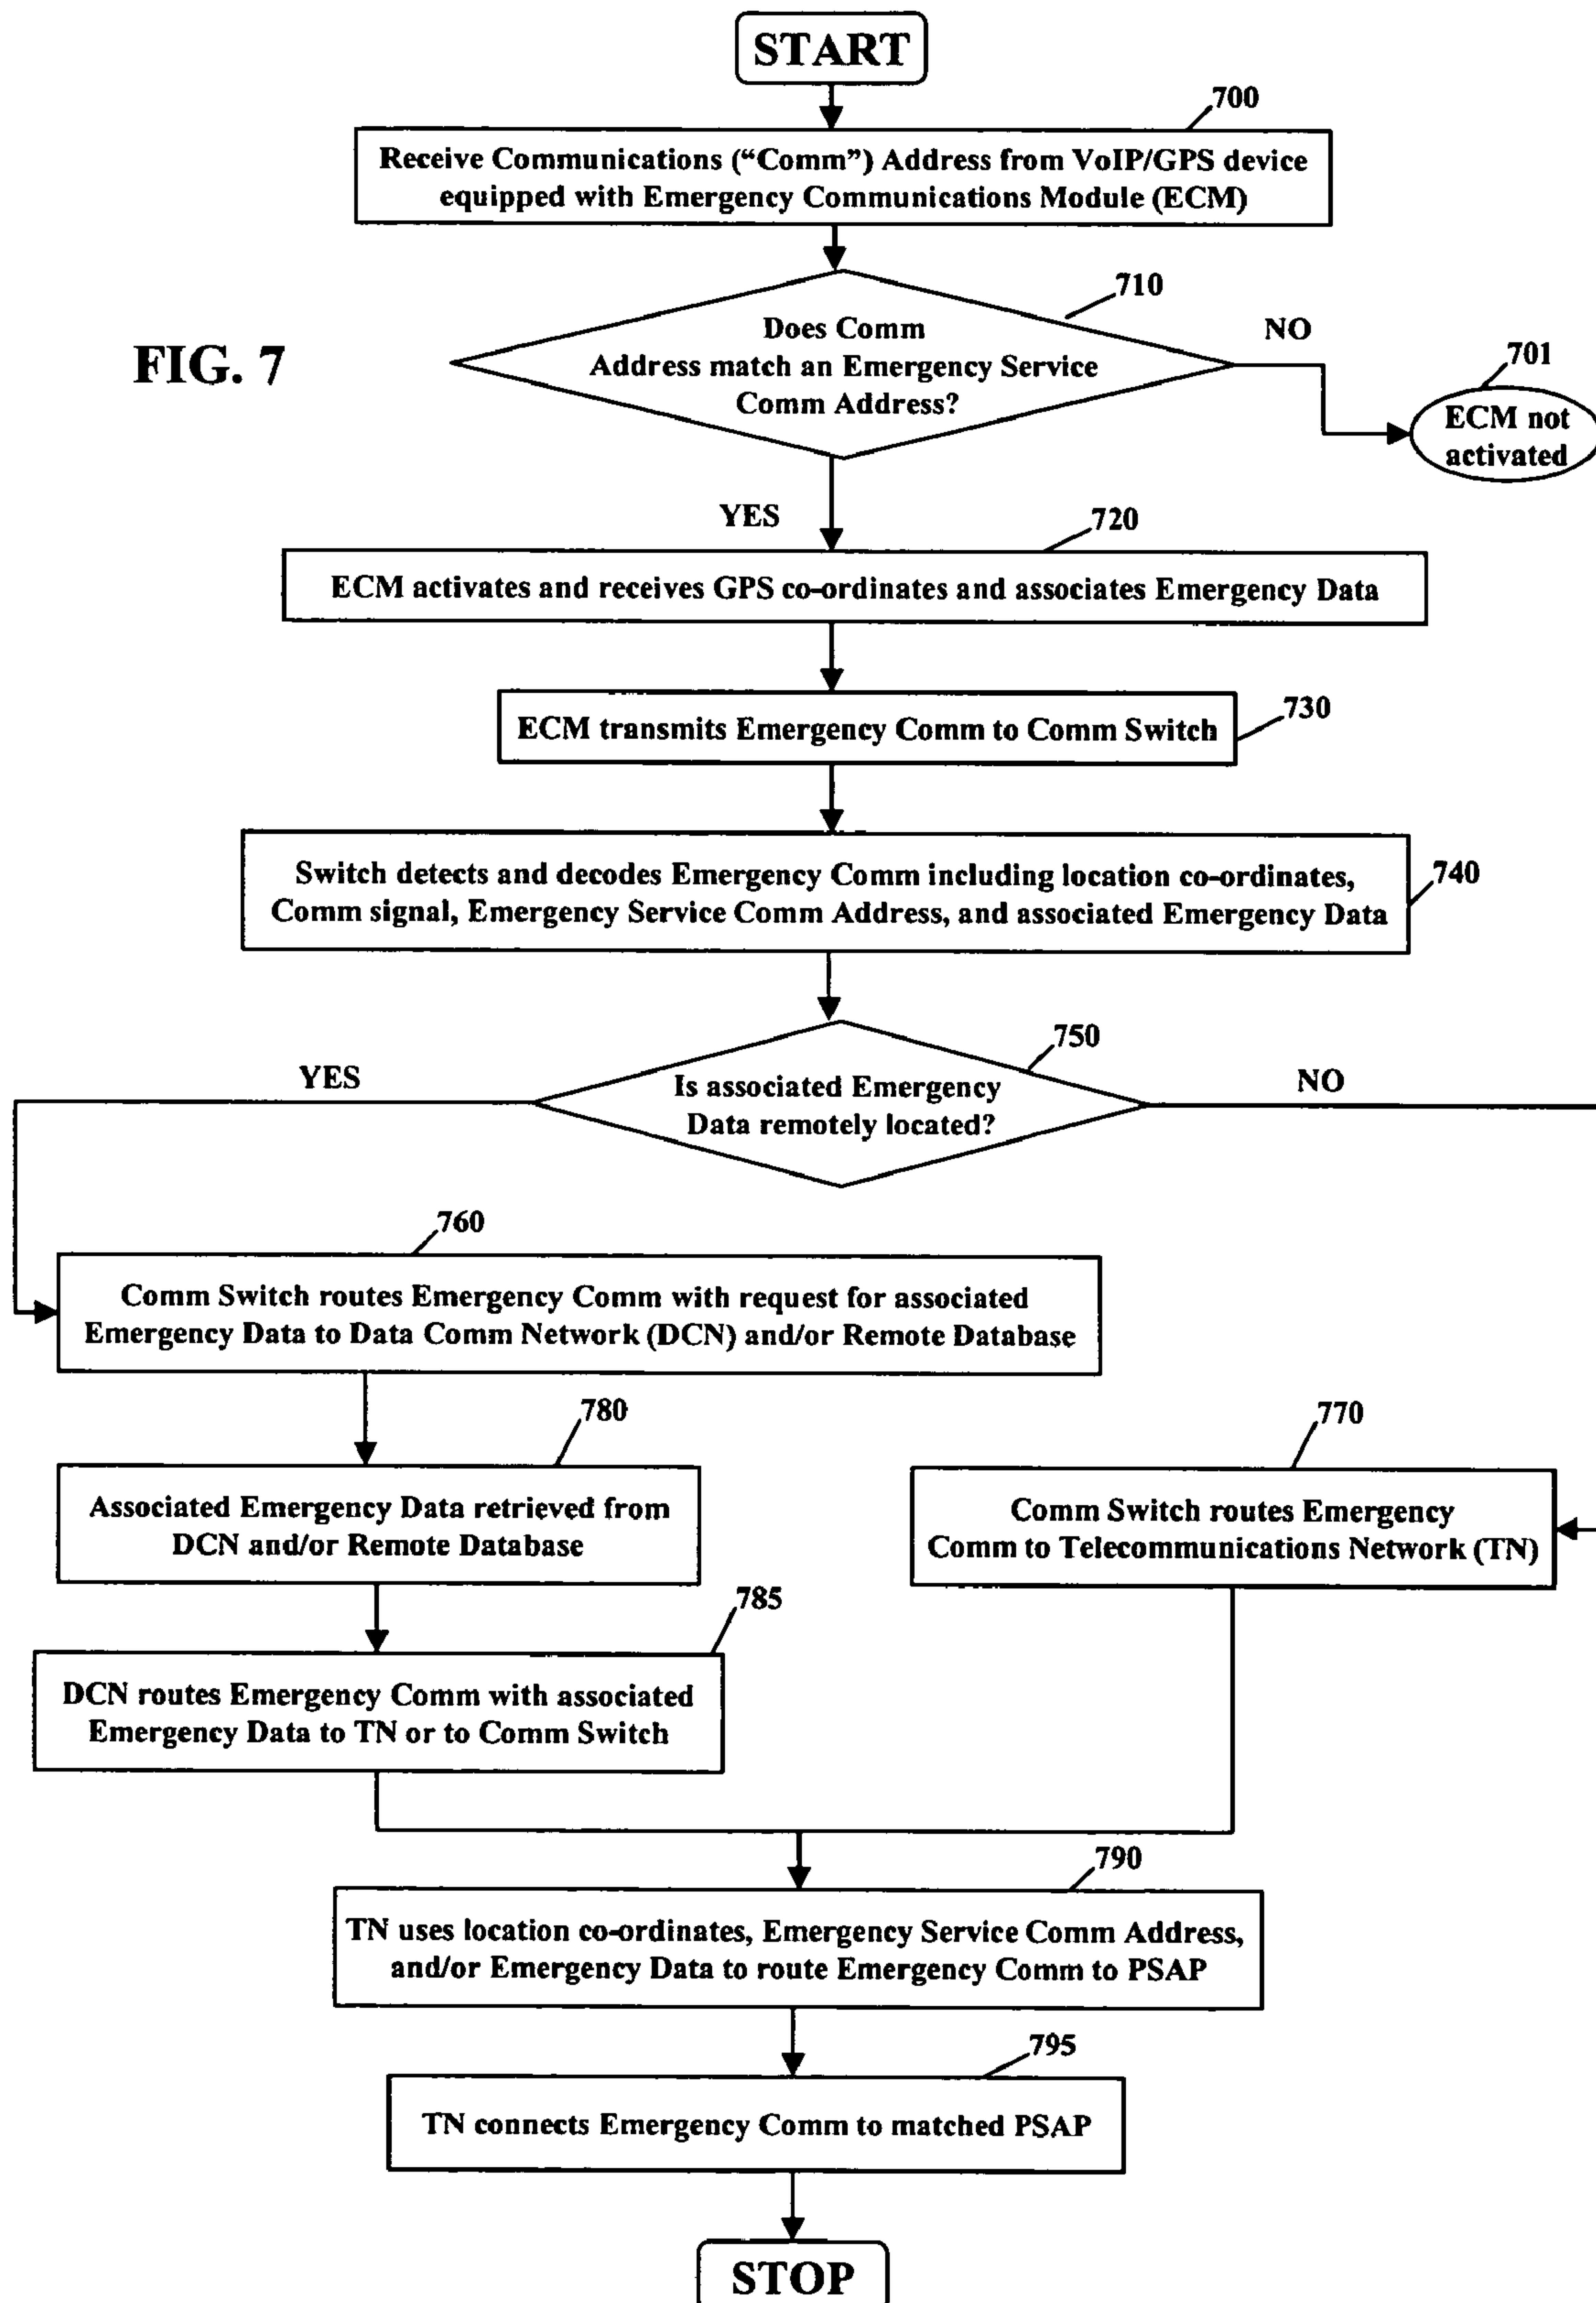 START
700
Receive Communications (“Comm”) Address from VoIP/GPS device
equipped with Emergency Communications Module (ECM)
710
Does Comm
Address match an Emergency Service
Comm Address?
NO
FIG. 7
701
ECM not
activated
YES
720
ECM activates and receives GPS co-ordinates and associates Emergency Data
730
ECM transmits Emergency Comm to Comm Switch
740
Switch detects and decodes Emergency Comm including location co-ordinates,
Comm signal, Emergency Service Comm Address, and associated Emergency Data
750
YES
Is associated Emergency
Data remotely located?
NO
760
Comm Switch routes Emergency Comm with request for associated
Emergency Data to Data Comm Network (DCN) and/or Remote Database
780
Associated Emergency Data retrieved from
DCN and/or Remote Database
770
Comm Switch routes Emergency
Comm to Telecommunications Network (TN)
785
DCN routes Emergency Comm with associated
Emergency Data to TN or to Comm Switch
790
TN uses location co-ordinates, Emergency Service Comm Address,
and/or Emergency Data to route Emergency Comm to PSAP
795
TN connects Emergency Comm to matched PSAP
STOP